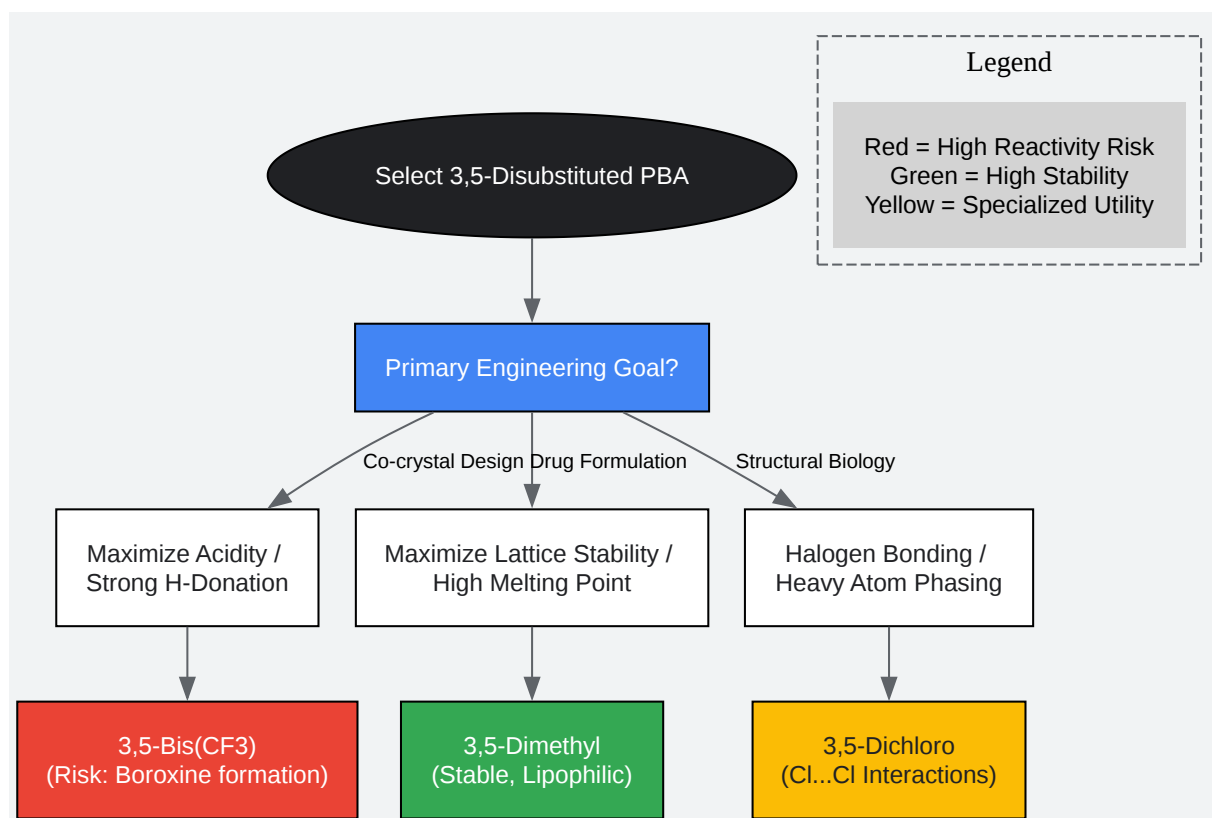 Legend
Red = High Reactivity Risk
Green = High Stability
Yellow = Specialized Utility
Select 3,5-Disubstituted PBA
Primary Engineering Goal?
Co-crystal Design
Drug Formulation
Structural Biology
Maximize Acidity /
Strong H-Donation
Maximize Lattice Stability /
High Melting Point
Halogen Bonding /
Heavy Atom Phasing
3,5-Bis(CF3)
(Risk: Boroxine formation)
3,5-Dimethyl
(Stable, Lipophilic)
3,5-Dichloro
(Cl...Cl Interactions)